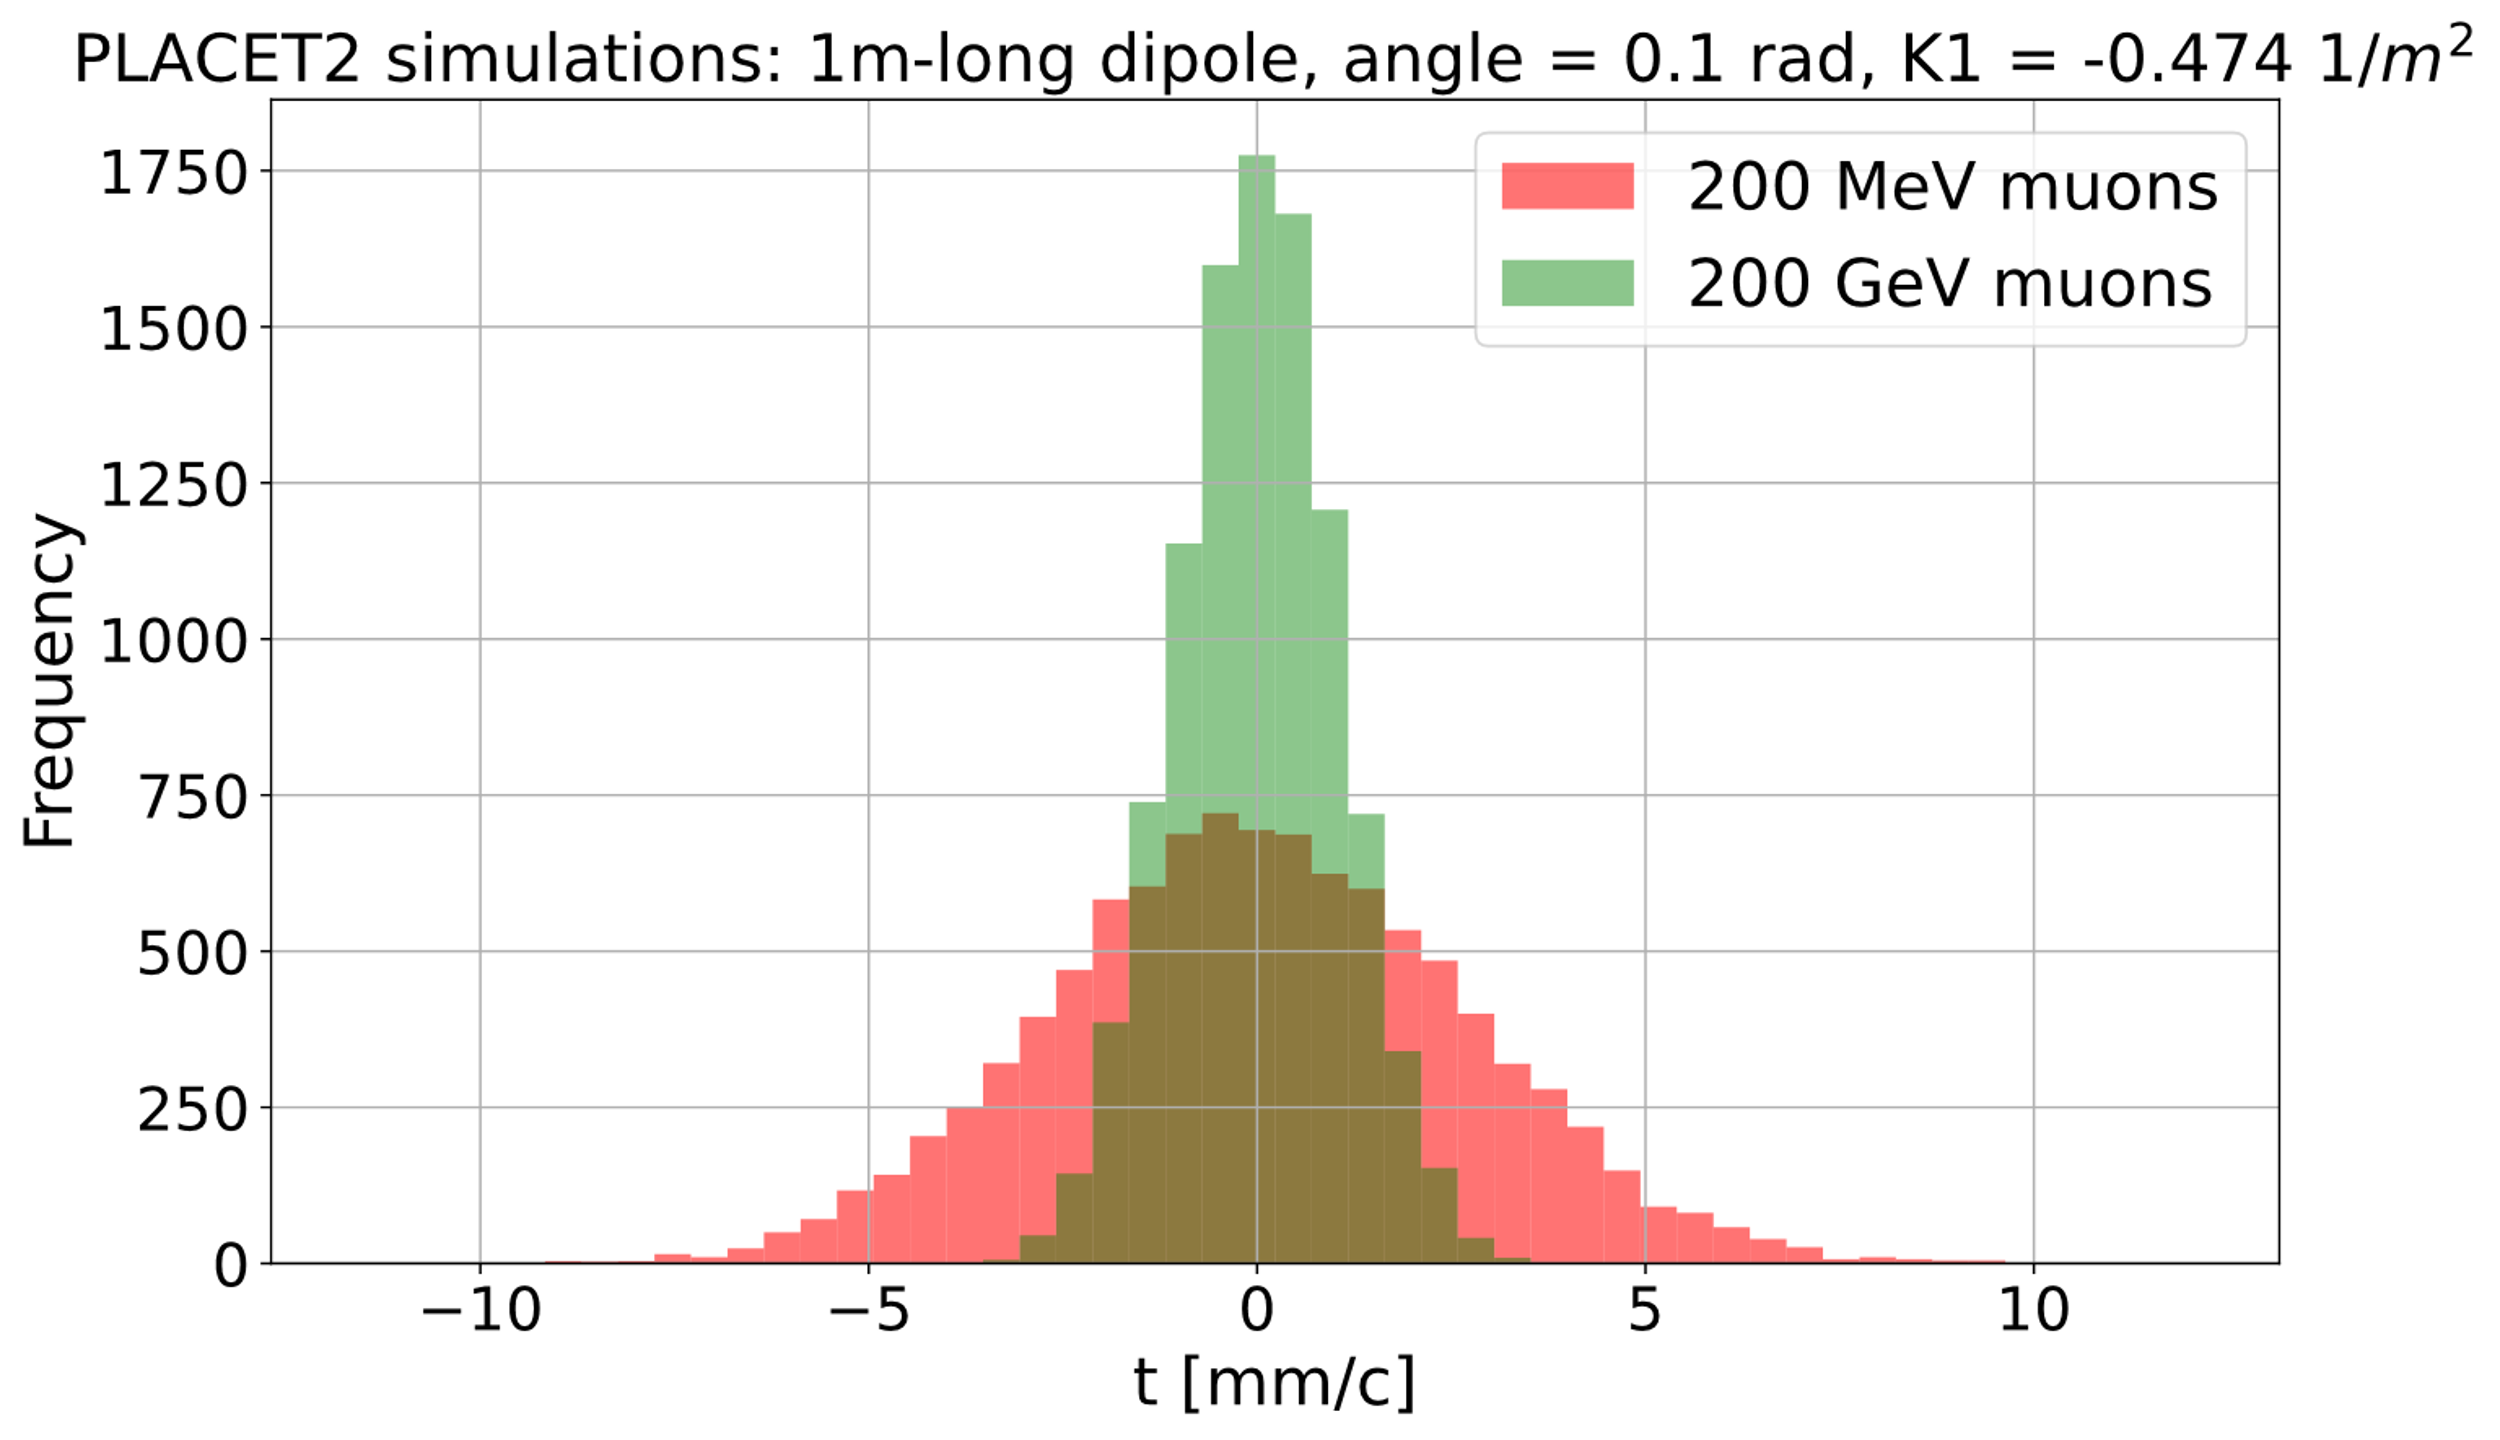 PLACET2 simulations: 1m-long dipole, angle = 0.1 rad, K1 = -0.474 1/m²
200 MeV muons
200 GeV muons
Frequency
1750
1500
1250
1000
750
500
250
0
−10 −5 0 5 10
t [mm/c]